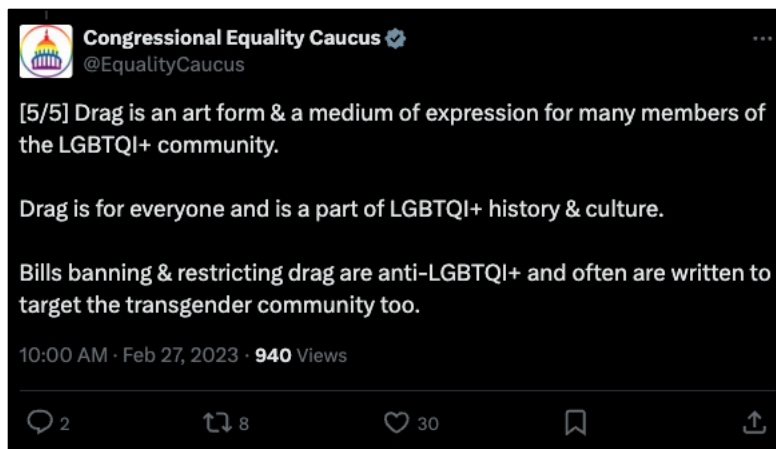 Congressional Equality Caucus
@EqualityCaucus
[5/5] Drag is an art form & a medium of expression for many members of
the LGBTQI+ community.
Drag is for everyone and is a part of LGBTQI+ history & culture.
Bills banning & restricting drag are anti-LGBTQI+ and often are written to
target the transgender community too.
10:00 AM · Feb 27, 2023 · 940 Views
2 8 30